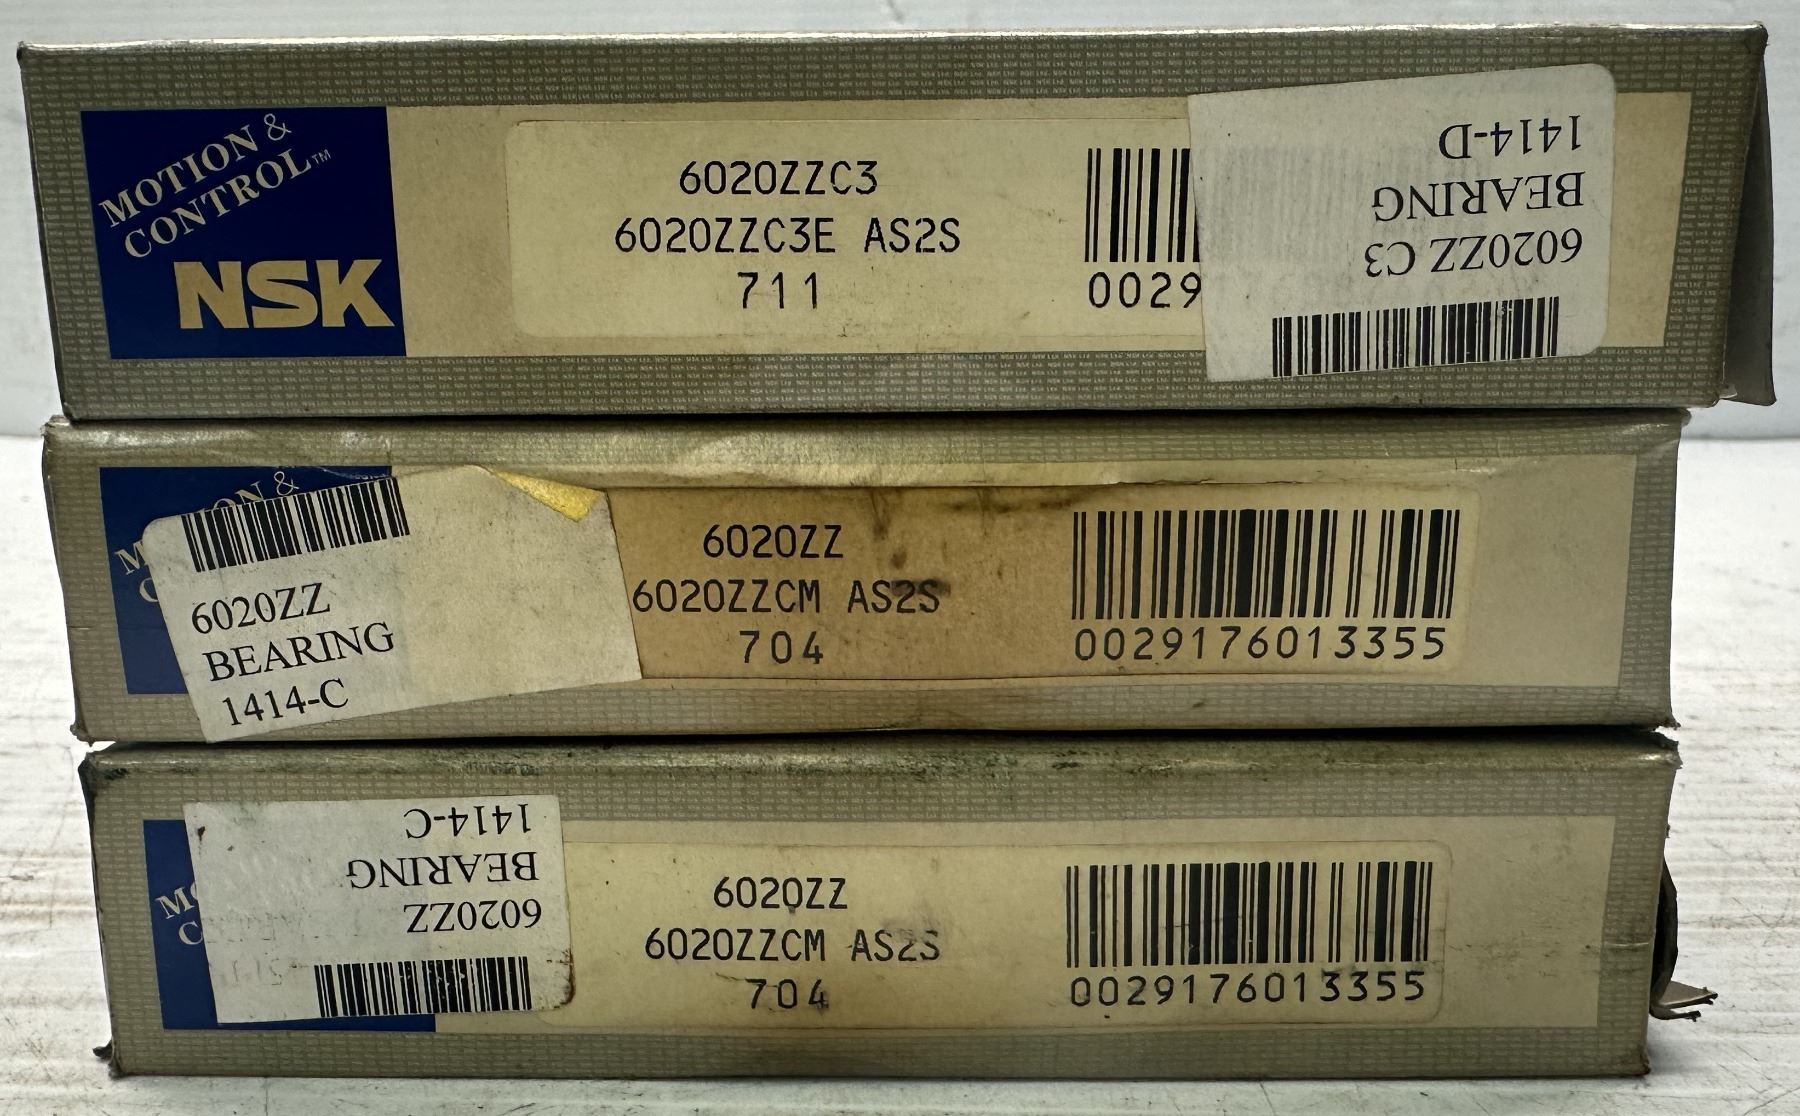 MOTION &
CONTROL™
NSK
6020ZZC3
6020ZZC3E AS2S
711
0029
6020ZZ C3
BEARING
1414-D
ON &
6020ZZ
BEARING
1414-C
6020ZZ
6020ZZCM AS2S
704
0029176013355
6020ZZ
BEARING
1414-C
6020ZZ
6020ZZCM AS2S
704
0029176013355